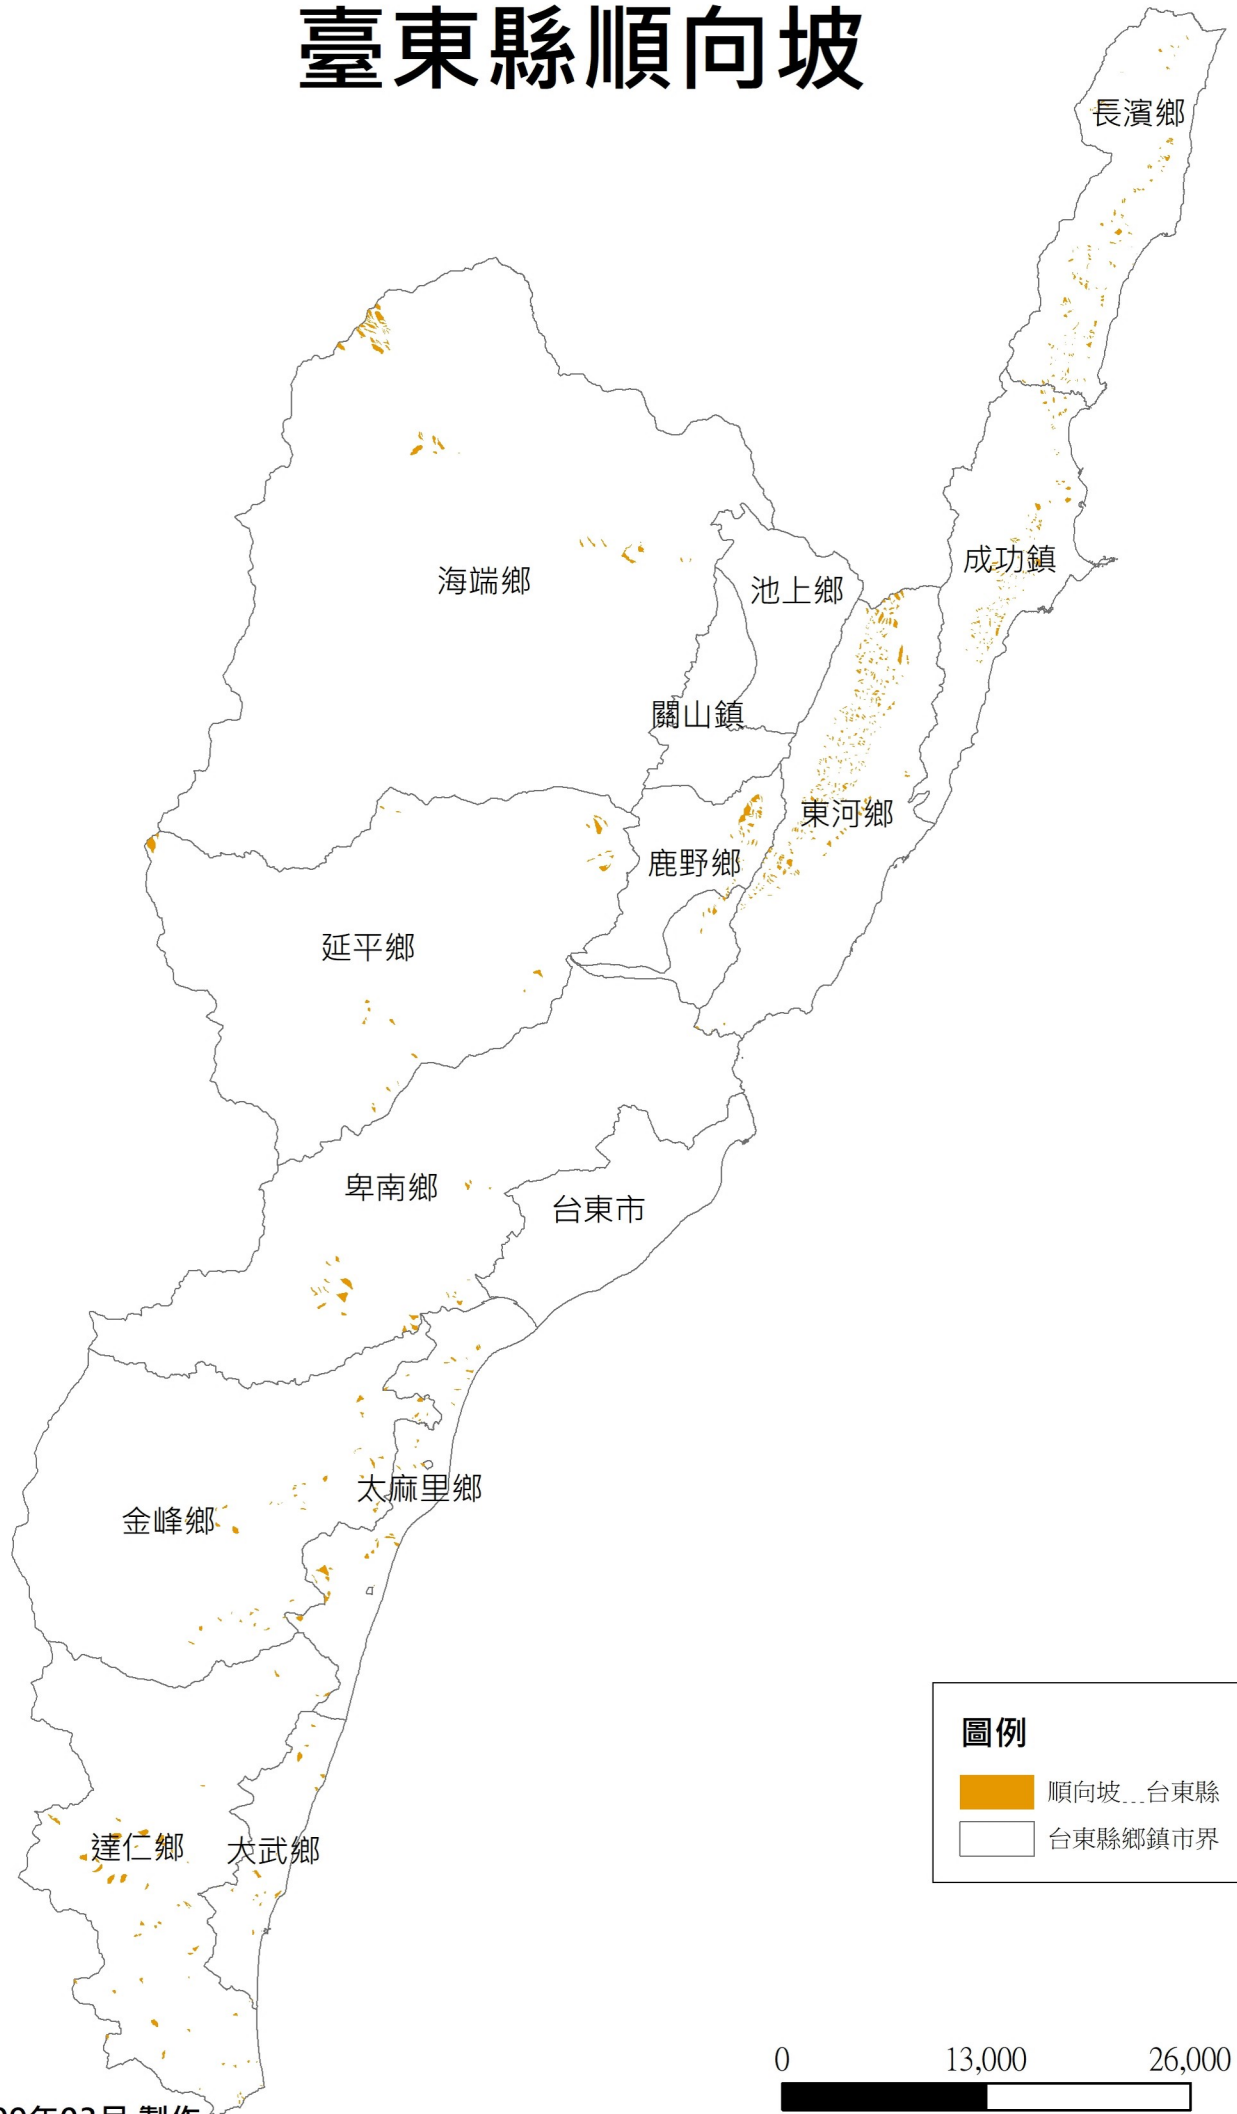 臺東縣順向坡
長濱鄉
成功鎮
海端鄉
池上鄉
關山鎮
東河鄉
鹿野鄉
延平鄉
卑南鄉
台東市
太麻里鄉
金峰鄉
達仁鄉
大武鄉
圖例
順向坡...台東縣
台東縣鄉鎮市界
0 13,000 26,000